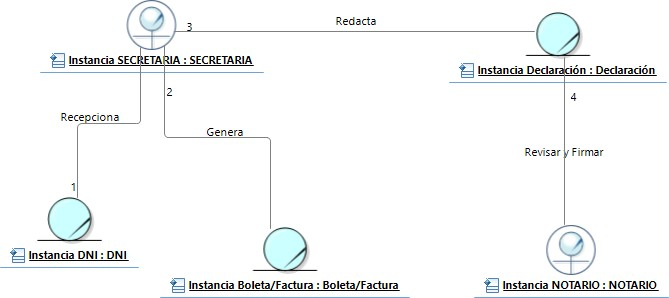 3
Redacta
Instancia SECRETARIA : SECRETARIA
Instancia Declaración : Declaración
2
4
Recepciona
Genera
Revisar y Firmar
1
Instancia DNI : DNI
Instancia Boleta/Factura : Boleta/Factura
Instancia NOTARIO : NOTARIO